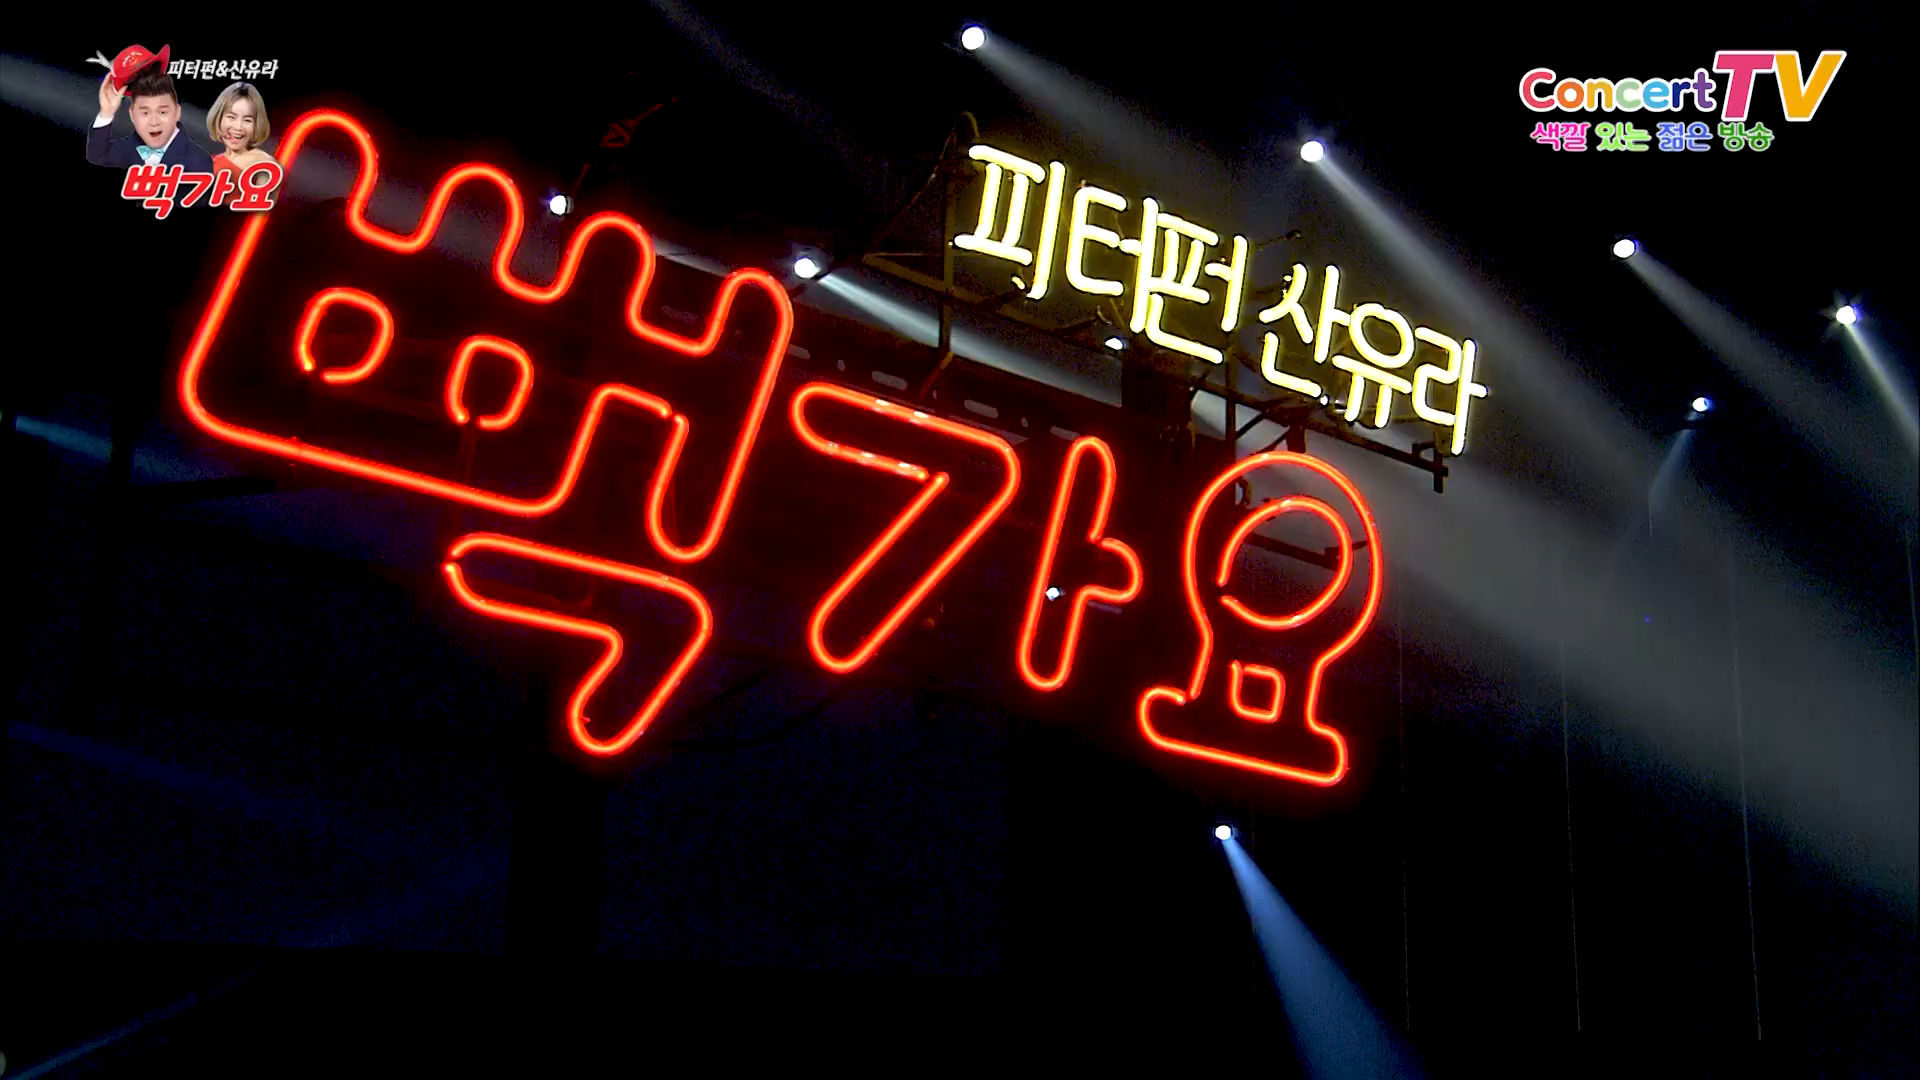 피터펀&산유라
뻑가요
Concert TV
색깔 있는 젊은 방송
피터펀 산유라
뻑가요